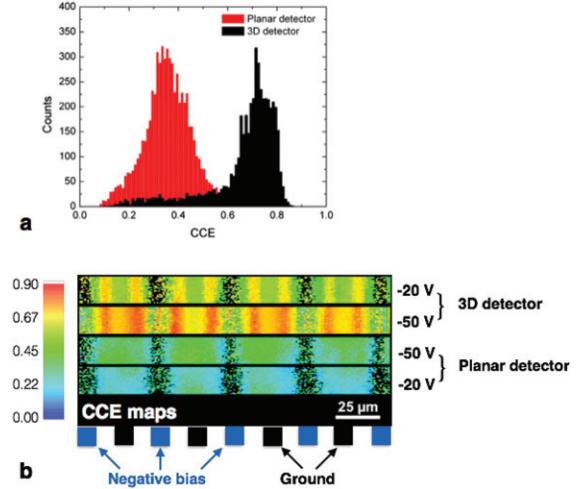 400
350
300
250
200
150
100
50
0
Counts
Planar detector
3D detector
0.0 0.2 0.4 0.6 0.8 1.0
CCE
a
0.90
0.67
0.45
0.22
0.00
-20 V
-50 V
3D detector
-50 V
-20 V
Planar detector
CCE maps
25 µm
Negative bias
Ground
b